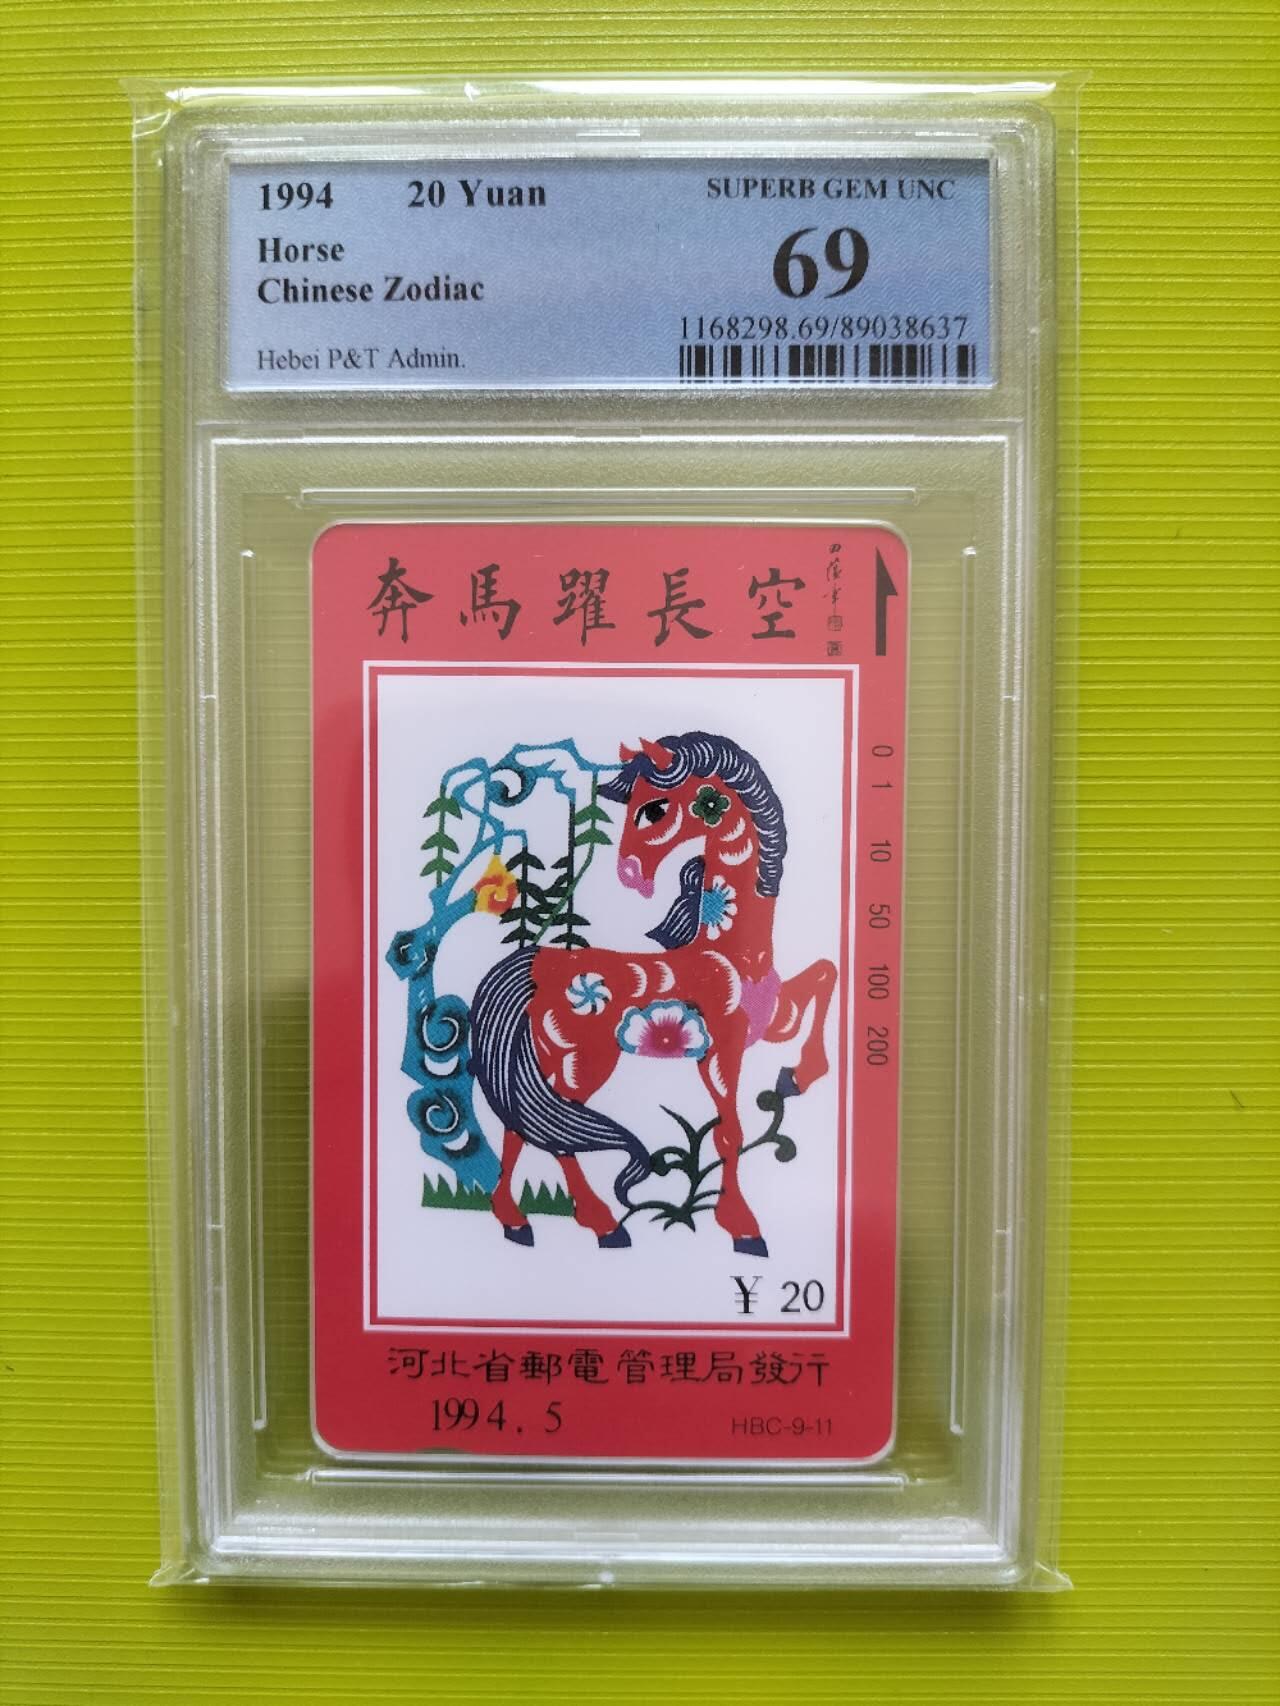 1994 20 Yuan
SUPERB GEM UNC
Horse
69
Chinese Zodiac
1168298.69/89038637
Hebei P&T Admin.
奔馬躍長空
0 1 10 50 100 200
¥ 20
河北省郵電管理局發行
1994.5
HBC-9-11